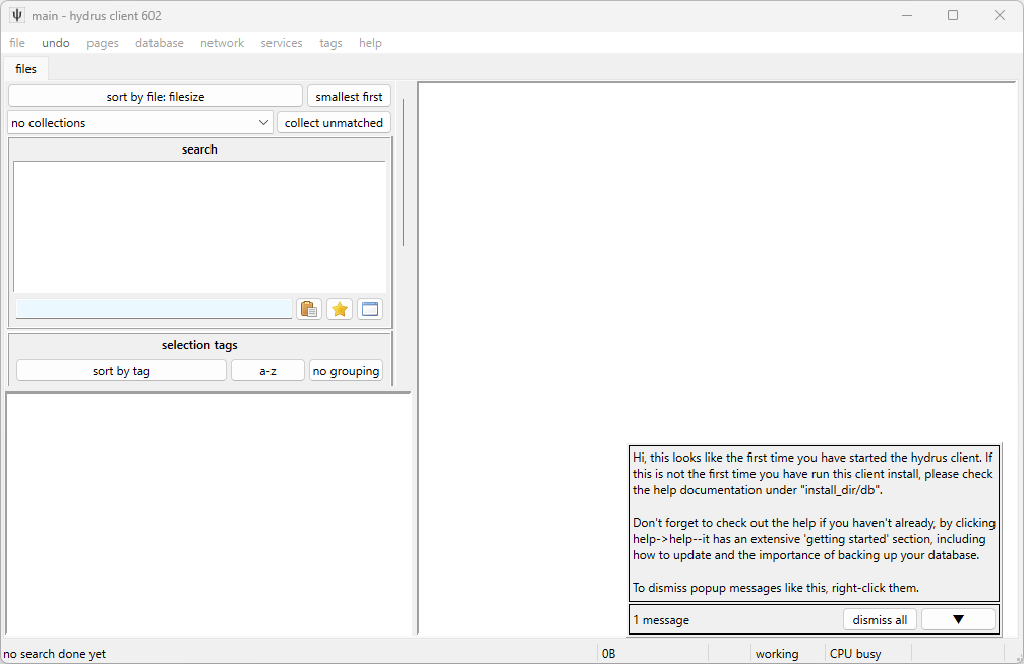 main - hydrus client 602
file undo pages database network services tags help
files
sort by file: filesize smallest first
no collections collect unmatched
search
selection tags
sort by tag a-z no grouping
Hi, this looks like the first time you have started the hydrus client. If
this is not the first time you have run this client install, please check
the help documentation under "install_dir/db".
Don't forget to check out the help if you haven't already, by clicking
help->help--it has an extensive 'getting started' section, including
how to update and the importance of backing up your database.
To dismiss popup messages like this, right-click them.
1 message dismiss all
no search done yet 0B working CPU busy